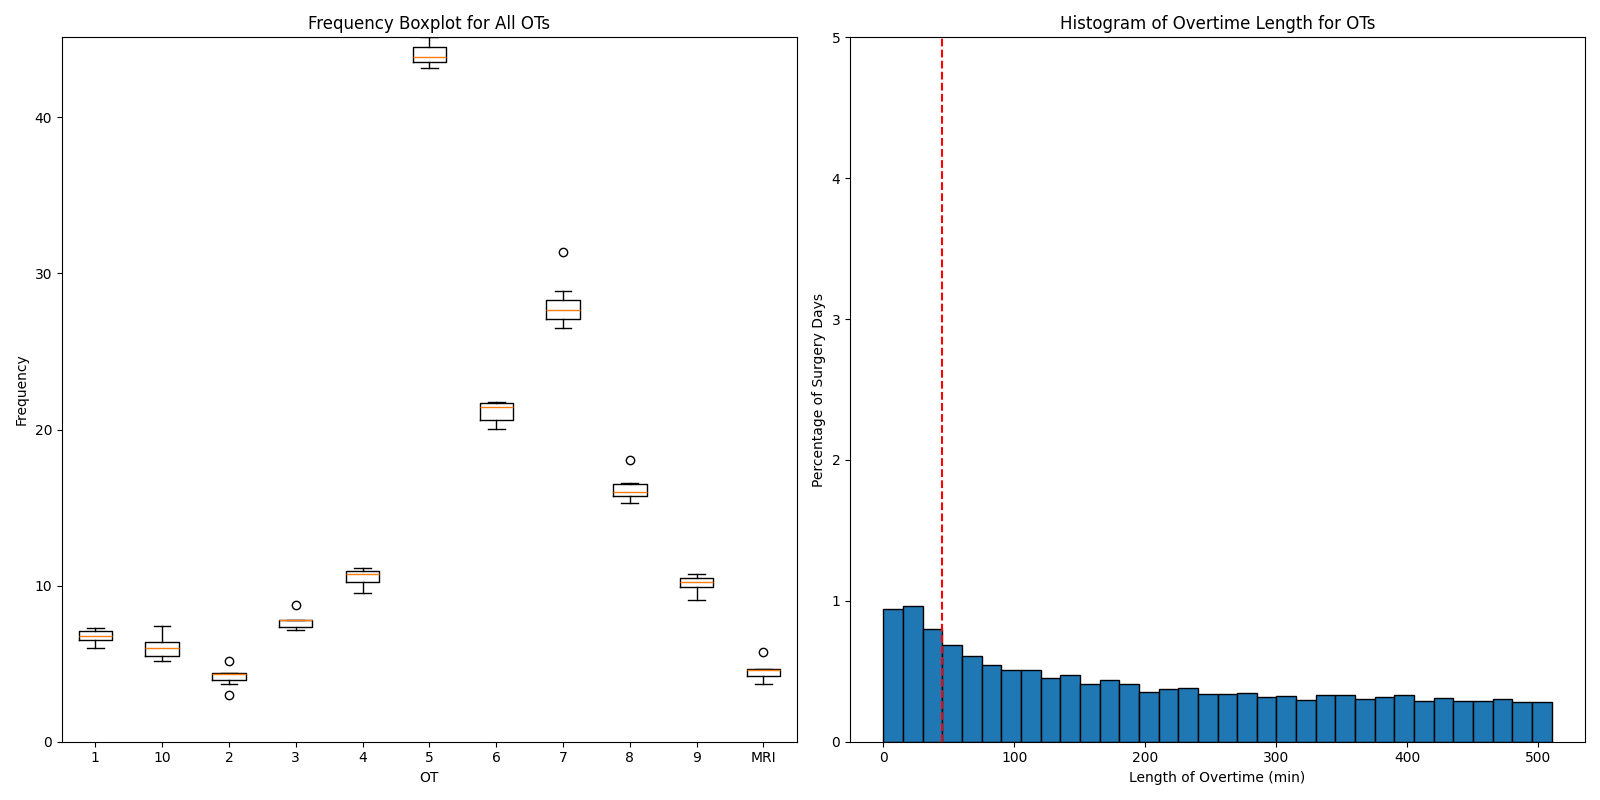 Frequency Boxplot for All OTs
Frequency
40
30
20
10
0
1 10 2 3 4 5 6 7 8 9 MRI
OT
Histogram of Overtime Length for OTs
Percentage of Surgery Days
5
4
3
2
1
0
0 100 200 300 400 500
Length of Overtime (min)